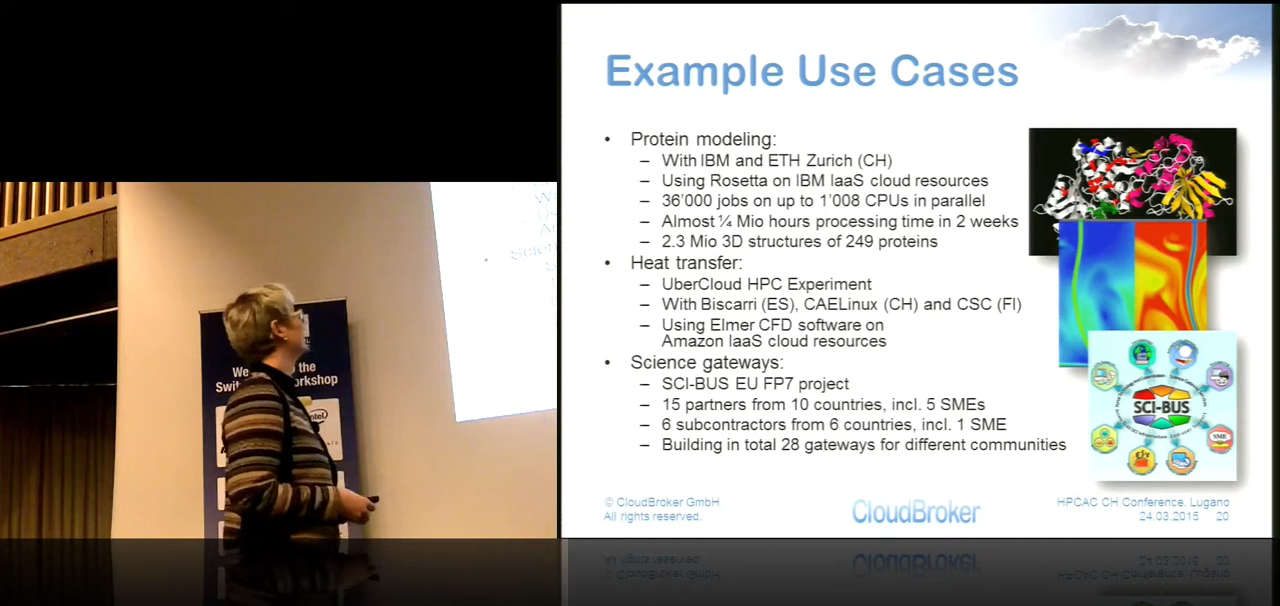 Example Use Cases
• Protein modeling:
– With IBM and ETH Zurich (CH)
– Using Rosetta on IBM IaaS cloud resources
– 36'000 jobs on up to 1'008 CPUs in parallel
– Almost ¼ Mio hours processing time in 2 weeks
– 2.3 Mio 3D structures of 249 proteins
• Heat transfer:
– UberCloud HPC Experiment
– With Biscarri (ES), CAELinux (CH) and CSC (FI)
– Using Elmer CFD software on
Amazon IaaS cloud resources
• Science gateways:
– SCI-BUS EU FP7 project
– 15 partners from 10 countries, incl. 5 SMEs
– 6 subcontractors from 6 countries, incl. 1 SME
– Building in total 28 gateways for different communities
SCI-BUS
SME
© CloudBroker GmbH
All rights reserved.
CloudBroker
HPCAC CH Conference, Lugano
24.03.2015 20
We the
Swit orkshop
intel